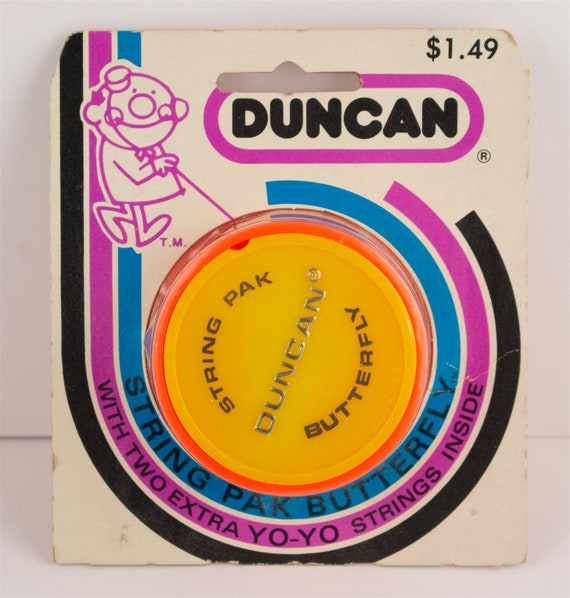 $1.49
DUNCAN
®
T.M.
STRING PAK
DUNCAN®
BUTTERFLY
STRING PAK BUTTERFLY
WITH TWO EXTRA YO-YO STRINGS INSIDE